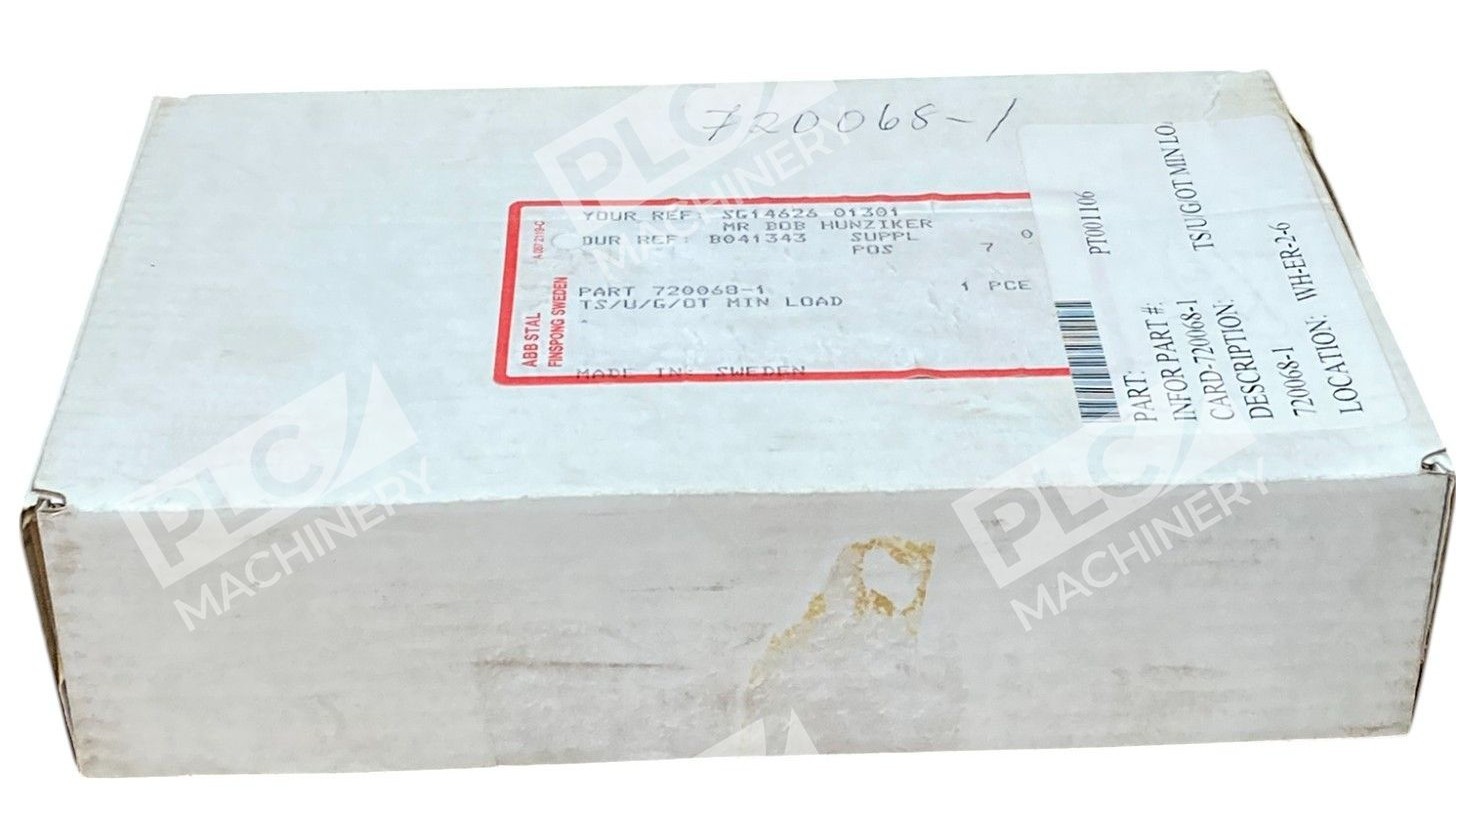 720068-1
YOUR REF: SG14626 01301
MR BOB HUNZIKER
OUR REF: B041343 SUPPL 0
POS 7
PART 720068-1 1 PCE
TS/U/G/OT MIN LOAD
MADE IN: SWEDEN
ABB STAL
FINSPONG SWEDEN
A 087 2119-C
PART: PT001106
INFOR PART #:
CARD-720068-1
DESCRIPTION: TS/U/G/OT MIN LO
720068-1
LOCATION: WH-ER-2-6
PLC
MACHINERY
PLC
MACHINERY
PLC
MACHINERY